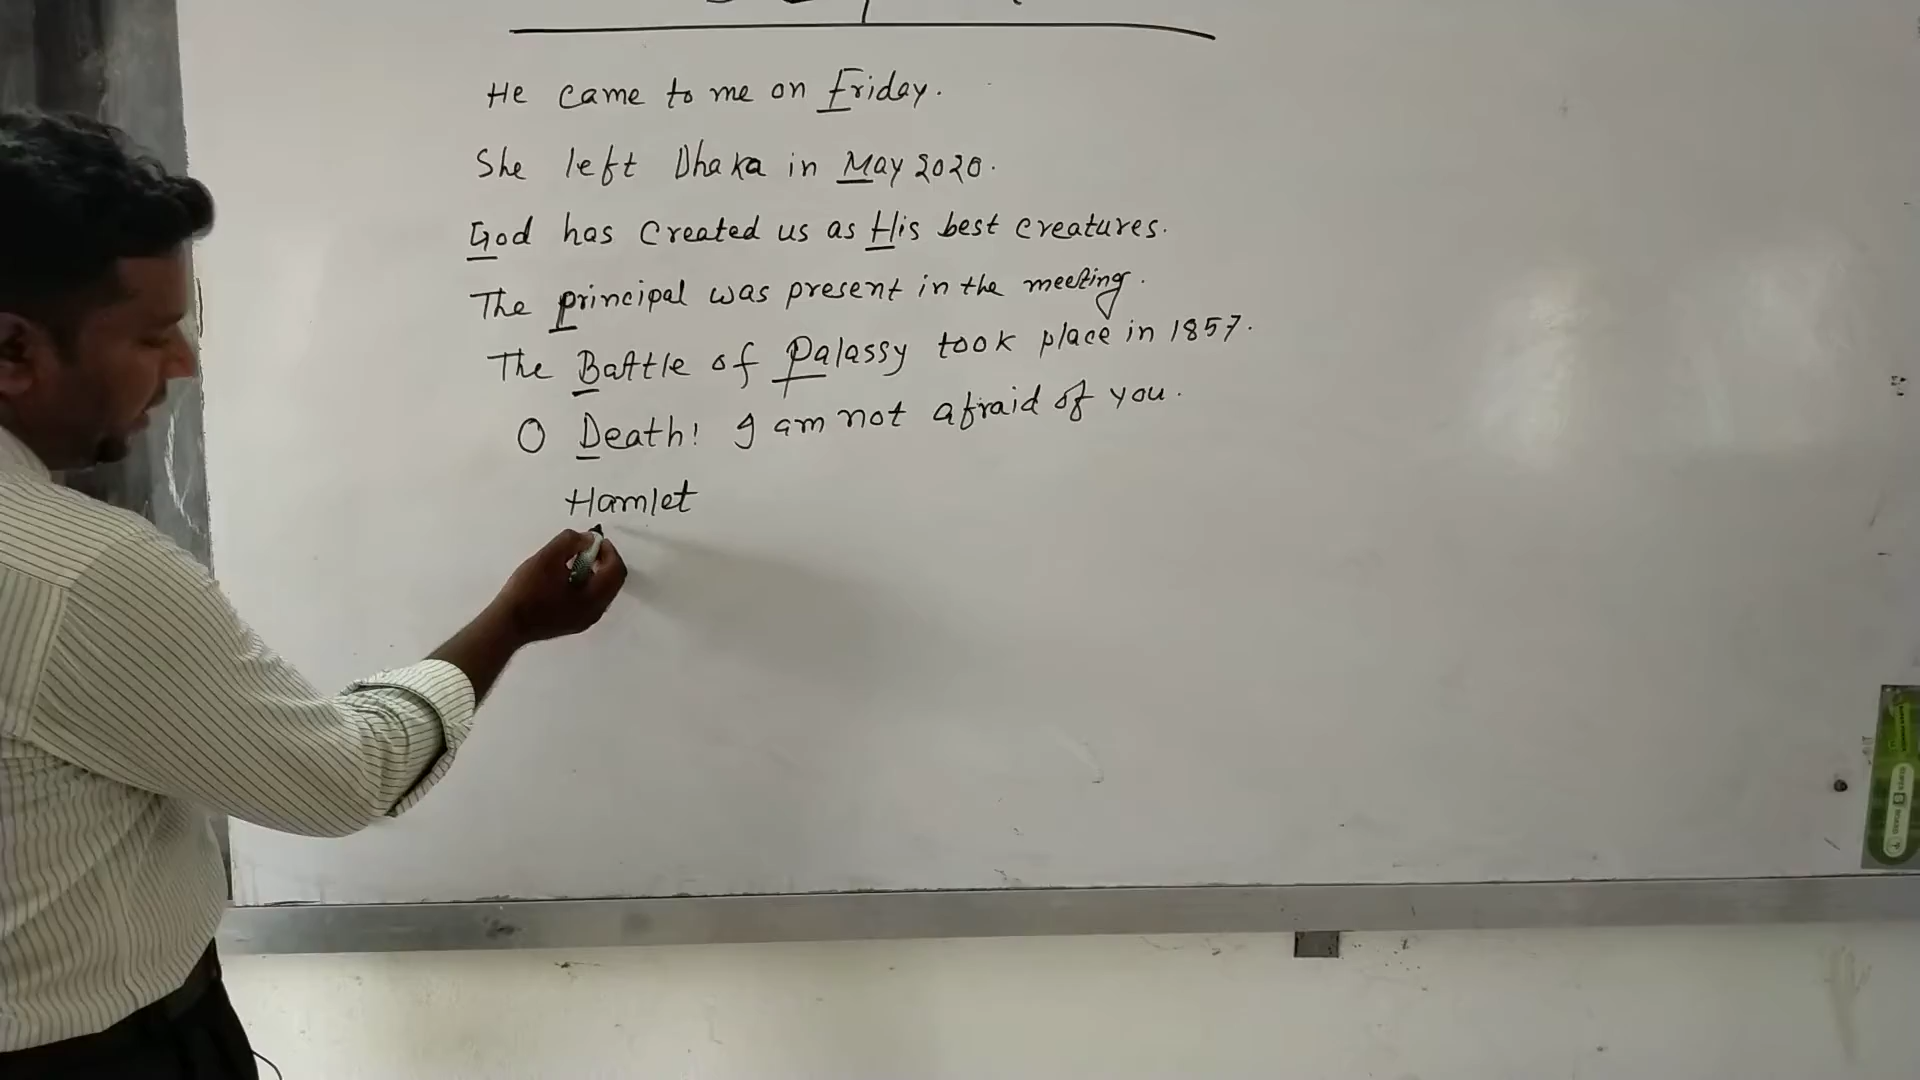 He came to me on Friday.
She left Dhaka in May 2020.
God has created us as His best creatures.
The principal was present in the meeting.
The Battle of Palassy took place in 1857.
O Death! I am not afraid of you.
Hamlet